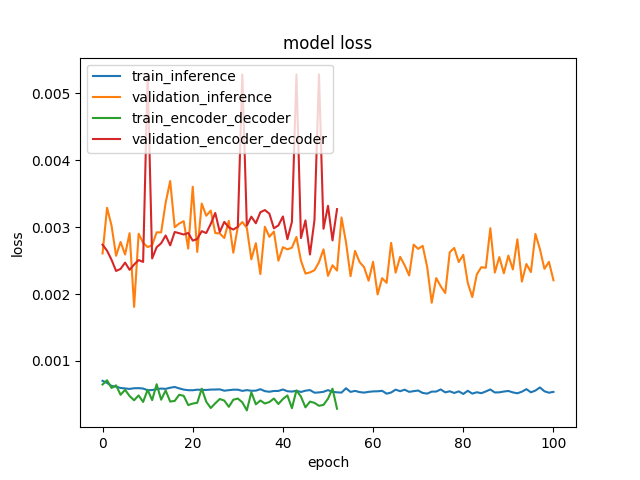 model loss
train_inference
validation_inference
train_encoder_decoder
validation_encoder_decoder
0.005
0.004
0.003
0.002
0.001
loss
0 20 40 60 80 100
epoch